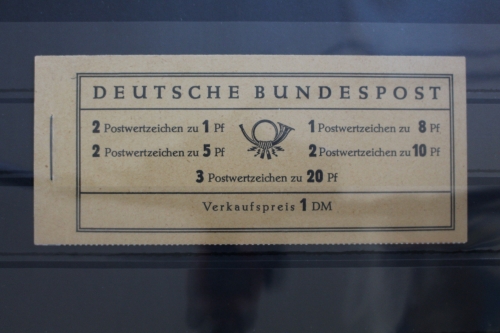 DEUTSCHE BUNDESPOST
2 Postwertzeichen zu 1 Pf 1 Postwertzeichen zu 8 Pf
2 Postwertzeichen zu 5 Pf 2 Postwertzeichen zu 10 Pf
3 Postwertzeichen zu 20 Pf
Verkaufspreis 1 DM